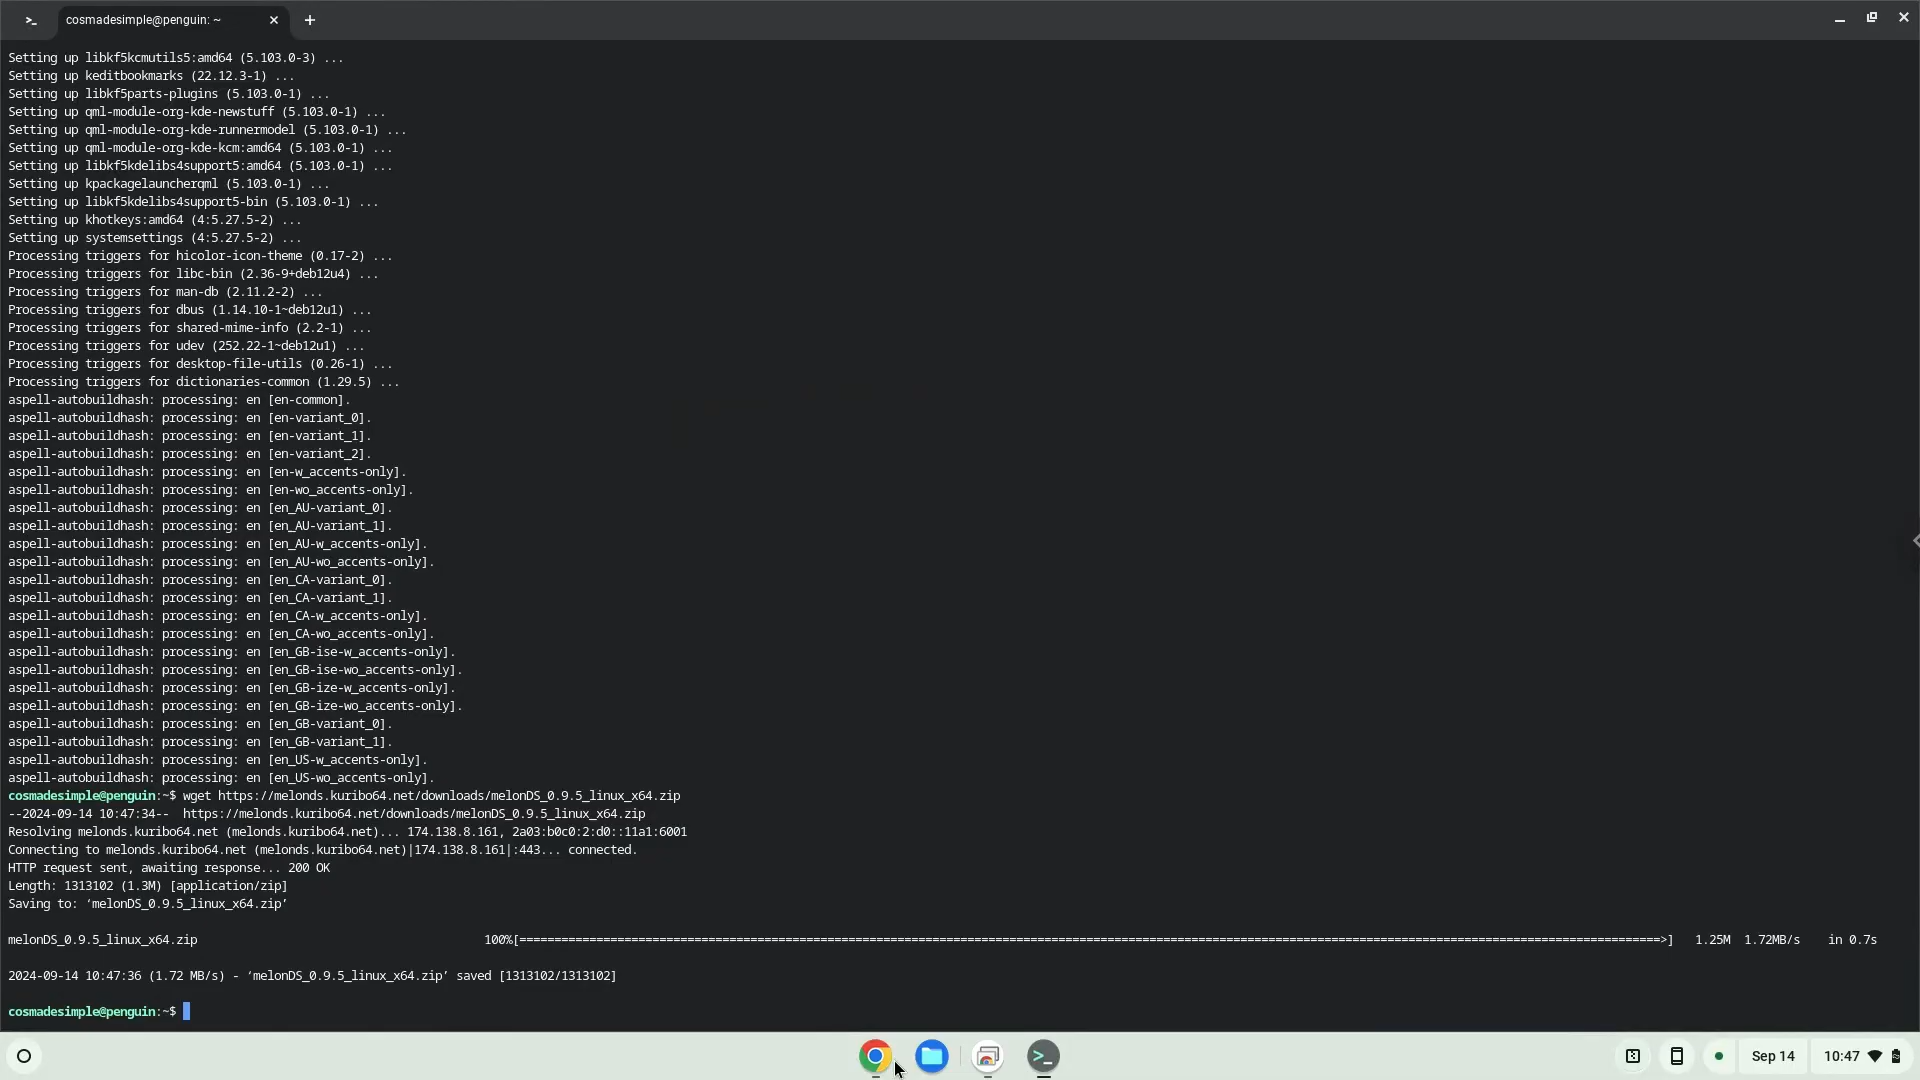 cosmadesimple@penguin: ~
Setting up libkf5kcmutils5:amd64 (5.103.0-3) ...
Setting up keditbookmarks (22.12.3-1) ...
Setting up libkf5parts-plugins (5.103.0-1) ...
Setting up qml-module-org-kde-newstuff (5.103.0-1) ...
Setting up qml-module-org-kde-runnermodel (5.103.0-1) ...
Setting up qml-module-org-kde-kcm:amd64 (5.103.0-1) ...
Setting up libkf5kdelibs4support5:amd64 (5.103.0-1) ...
Setting up kpackagelauncherqml (5.103.0-1) ...
Setting up libkf5kdelibs4support5-bin (5.103.0-1) ...
Setting up khotkeys:amd64 (4:5.27.5-2) ...
Setting up systemsettings (4:5.27.5-2) ...
Processing triggers for hicolor-icon-theme (0.17-2) ...
Processing triggers for libc-bin (2.36-9+deb12u4) ...
Processing triggers for man-db (2.11.2-2) ...
Processing triggers for dbus (1.14.10-1~deb12u1) ...
Processing triggers for shared-mime-info (2.2-1) ...
Processing triggers for udev (252.22-1~deb12u1) ...
Processing triggers for desktop-file-utils (0.26-1) ...
Processing triggers for dictionaries-common (1.29.5) ...
aspell-autobuildhash: processing: en [en-common].
aspell-autobuildhash: processing: en [en-variant_0].
aspell-autobuildhash: processing: en [en-variant_1].
aspell-autobuildhash: processing: en [en-variant_2].
aspell-autobuildhash: processing: en [en-w_accents-only].
aspell-autobuildhash: processing: en [en-wo_accents-only].
aspell-autobuildhash: processing: en [en_AU-variant_0].
aspell-autobuildhash: processing: en [en_AU-variant_1].
aspell-autobuildhash: processing: en [en_AU-w_accents-only].
aspell-autobuildhash: processing: en [en_AU-wo_accents-only].
aspell-autobuildhash: processing: en [en_CA-variant_0].
aspell-autobuildhash: processing: en [en_CA-variant_1].
aspell-autobuildhash: processing: en [en_CA-w_accents-only].
aspell-autobuildhash: processing: en [en_CA-wo_accents-only].
aspell-autobuildhash: processing: en [en_GB-ise-w_accents-only].
aspell-autobuildhash: processing: en [en_GB-ise-wo_accents-only].
aspell-autobuildhash: processing: en [en_GB-ize-w_accents-only].
aspell-autobuildhash: processing: en [en_GB-ize-wo_accents-only].
aspell-autobuildhash: processing: en [en_GB-variant_0].
aspell-autobuildhash: processing: en [en_GB-variant_1].
aspell-autobuildhash: processing: en [en_US-w_accents-only].
aspell-autobuildhash: processing: en [en_US-wo_accents-only].
cosmadesimple@penguin:~$ wget https://melonds.kuribo64.net/downloads/melonDS_0.9.5_linux_x64.zip
--2024-09-14 10:47:34--  https://melonds.kuribo64.net/downloads/melonDS_0.9.5_linux_x64.zip
Resolving melonds.kuribo64.net (melonds.kuribo64.net)... 174.138.8.161, 2a03:b0c0:2:d0::11a1:6001
Connecting to melonds.kuribo64.net (melonds.kuribo64.net)|174.138.8.161|:443... connected.
HTTP request sent, awaiting response... 200 OK
Length: 1313102 (1.3M) [application/zip]
Saving to: ‘melonDS_0.9.5_linux_x64.zip’
melonDS_0.9.5_linux_x64.zip 100%[===================================================>] 1.25M 1.72MB/s in 0.7s
2024-09-14 10:47:36 (1.72 MB/s) - ‘melonDS_0.9.5_linux_x64.zip’ saved [1313102/1313102]
cosmadesimple@penguin:~$
Sep 14 10:47